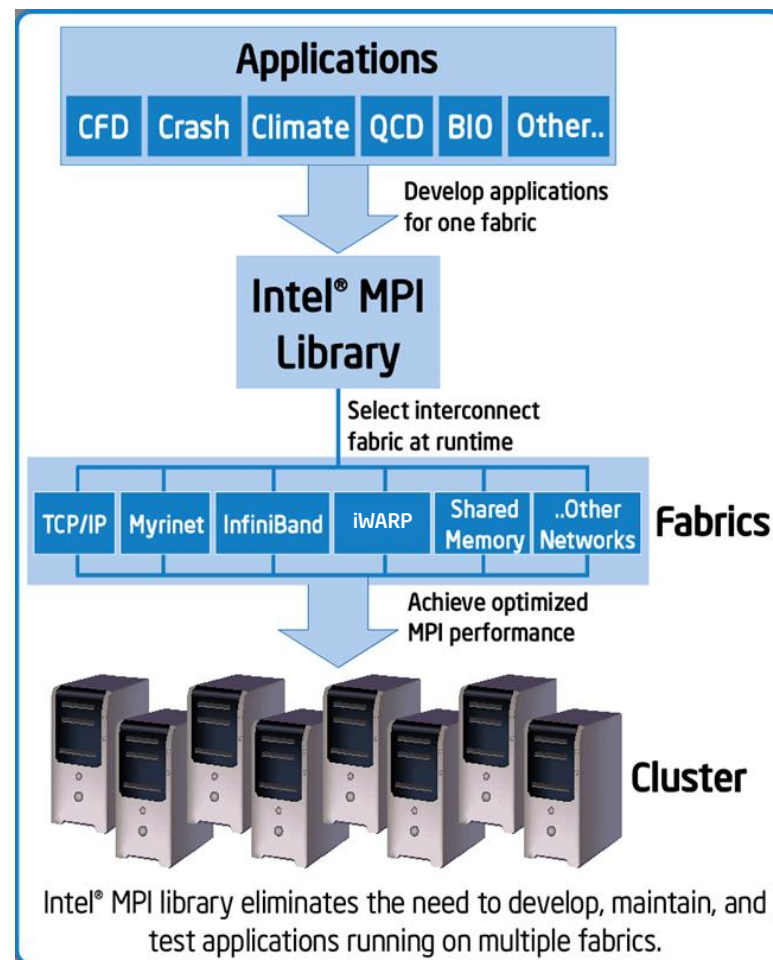 Applications
CFD Crash Climate QCD BIO Other..
Develop applications
for one fabric
Intel® MPI
Library
Select interconnect
fabric at runtime
TCP/IP Myrinet InfiniBand iWARP Shared Memory ..Other Networks
Fabrics
Achieve optimized
MPI performance
Cluster
Intel® MPI library eliminates the need to develop, maintain, and
test applications running on multiple fabrics.